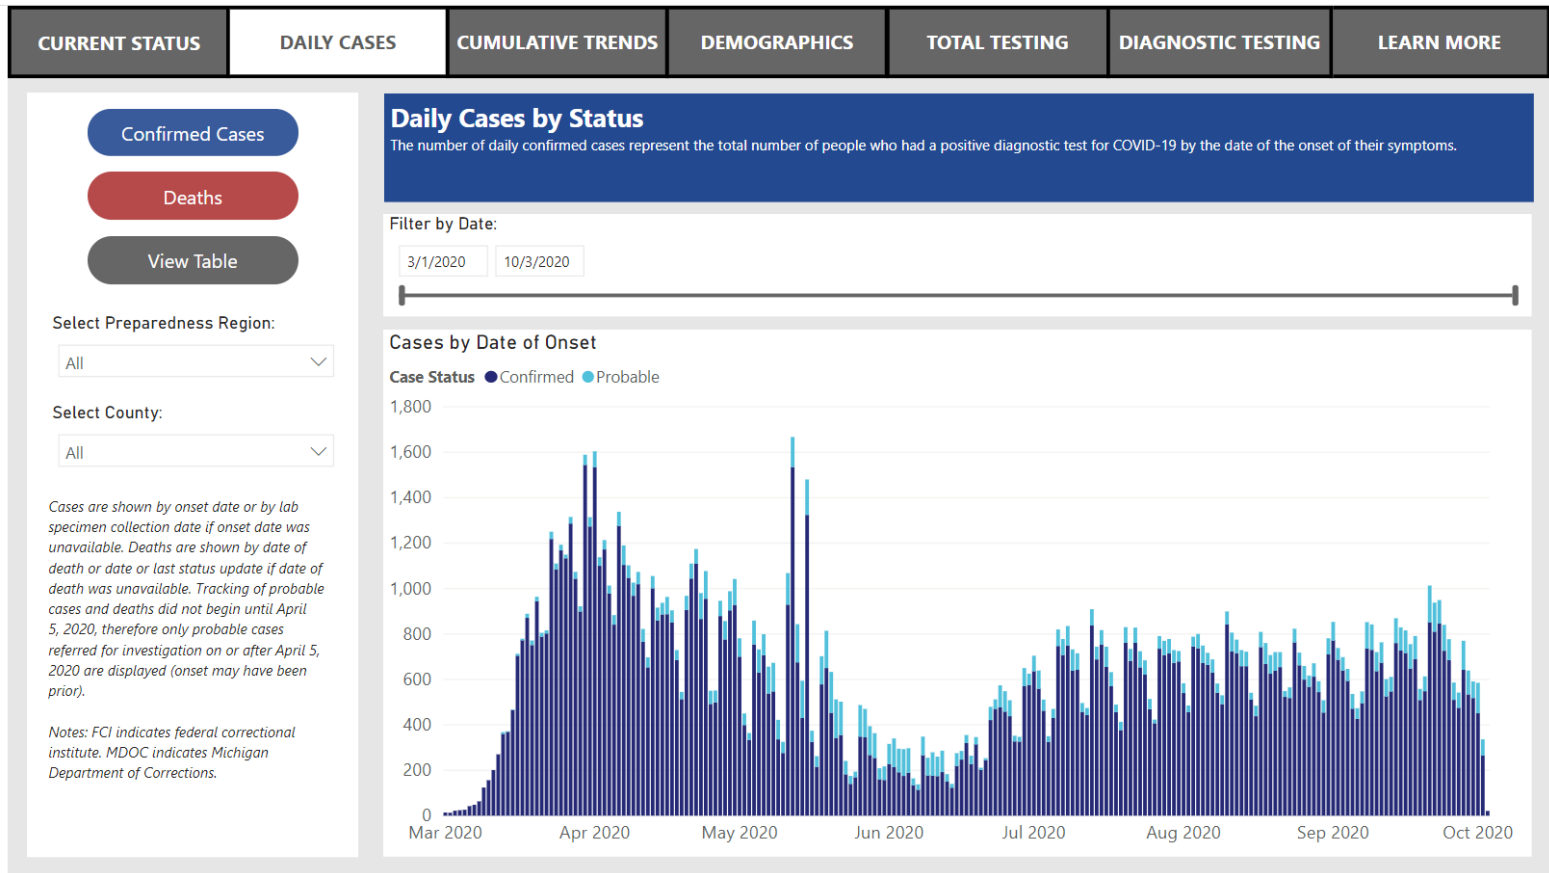 CURRENT STATUS
DAILY CASES
CUMULATIVE TRENDS
DEMOGRAPHICS
TOTAL TESTING
DIAGNOSTIC TESTING
LEARN MORE
Confirmed Cases
Deaths
View Table
Select Preparedness Region:
All
Select County:
All
Cases are shown by onset date or by lab
specimen collection date if onset date was
unavailable. Deaths are shown by date of
death or date or last status update if date of
death was unavailable. Tracking of probable
cases and deaths did not begin until April
5, 2020, therefore only probable cases
referred for investigation on or after April 5,
2020 are displayed (onset may have been
prior).
Notes: FCI indicates federal correctional
institute. MDOC indicates Michigan
Department of Corrections.
Daily Cases by Status
The number of daily confirmed cases represent the total number of people who had a positive diagnostic test for COVID-19 by the date of the onset of their symptoms.
Filter by Date:
3/1/2020 10/3/2020
Cases by Date of Onset
Case Status Confirmed Probable
1,800
1,600
1,400
1,200
1,000
800
600
400
200
0
Mar 2020 Apr 2020 May 2020 Jun 2020 Jul 2020 Aug 2020 Sep 2020 Oct 2020